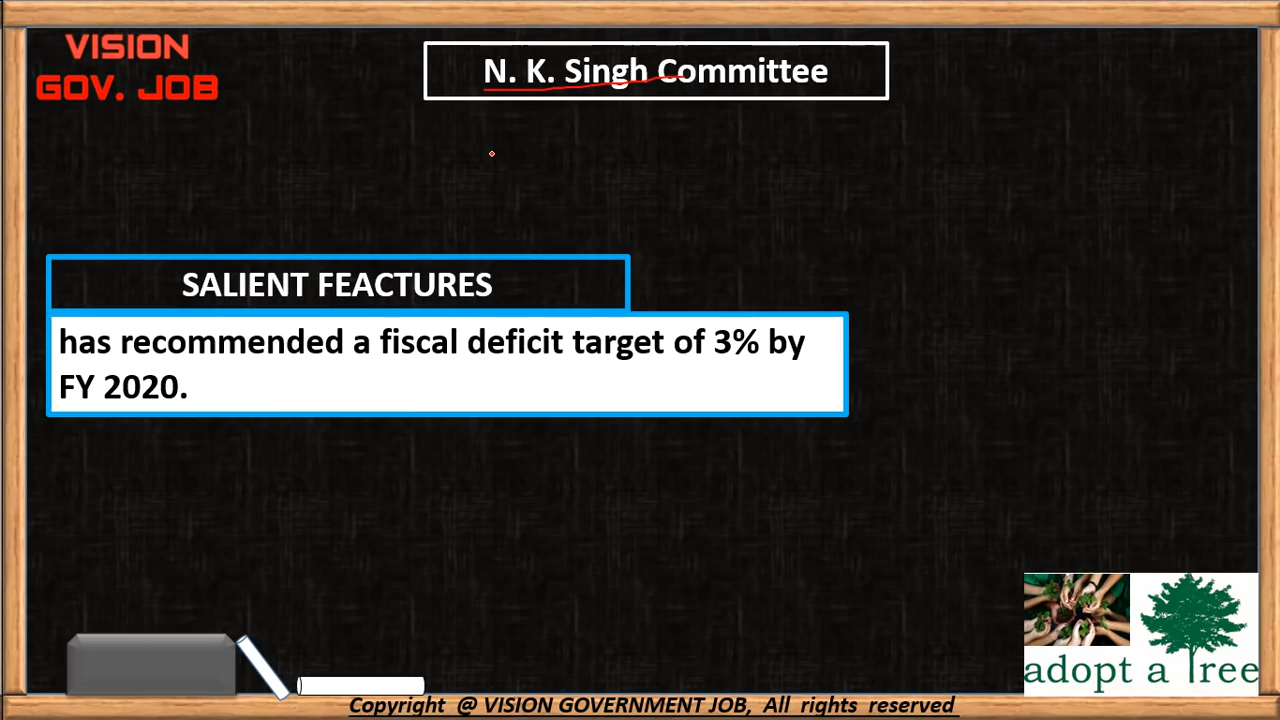 VISION
GOV. JOB
N. K. Singh Committee
SALIENT FEACTURES
has recommended a fiscal deficit target of 3% by
FY 2020.
adopt a Tree
Copyright @ VISION GOVERNMENT JOB, All rights reserved